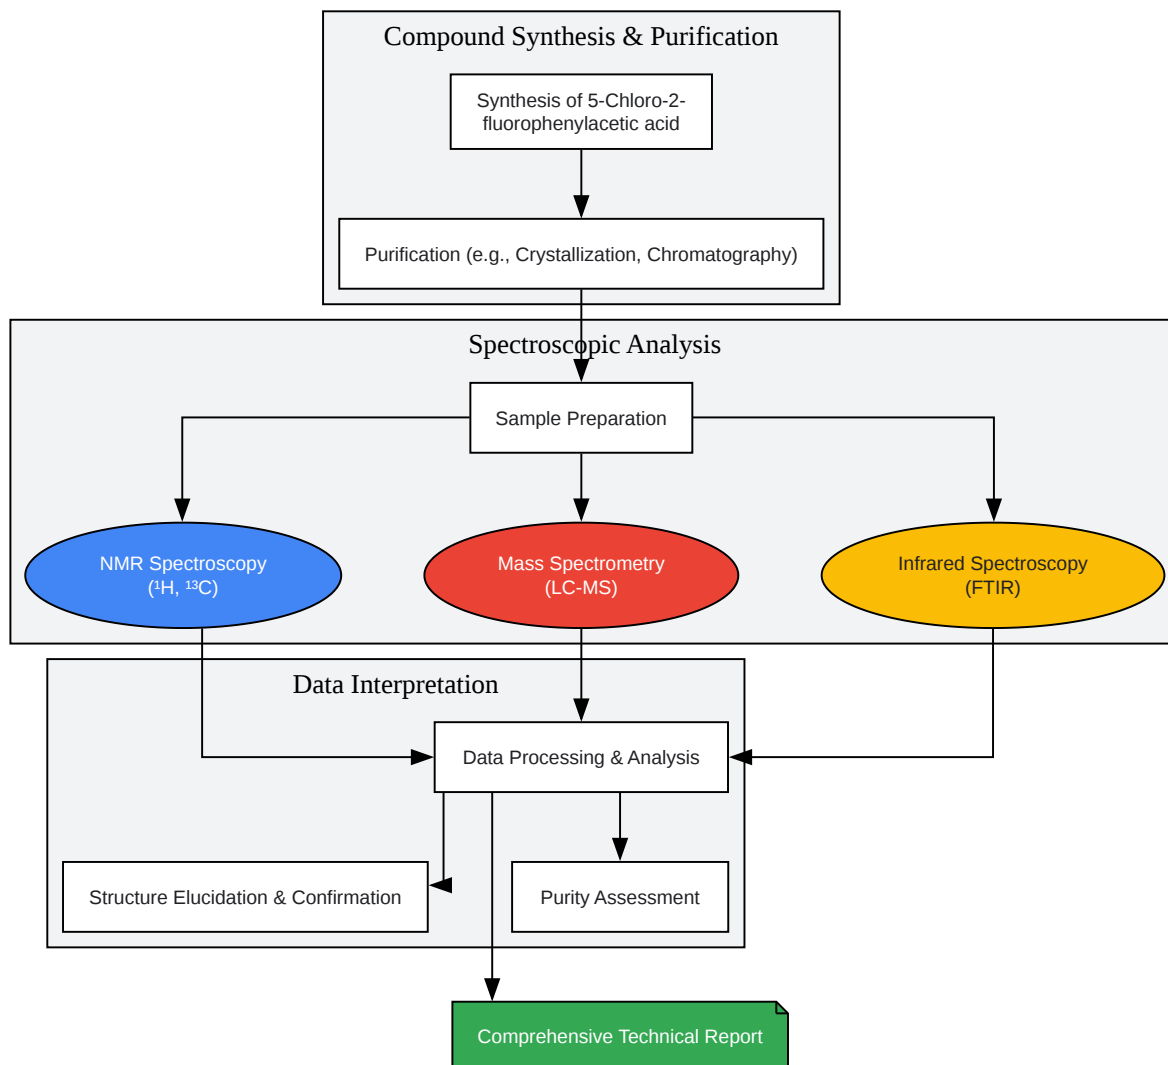 Compound Synthesis & Purification
Synthesis of 5-Chloro-2-
fluorophenylacetic acid
Purification (e.g., Crystallization, Chromatography)
Spectroscopic Analysis
Sample Preparation
NMR Spectroscopy
(¹H, ¹³C)
Mass Spectrometry
(LC-MS)
Infrared Spectroscopy
(FTIR)
Data Interpretation
Data Processing & Analysis
Structure Elucidation & Confirmation
Purity Assessment
Comprehensive Technical Report